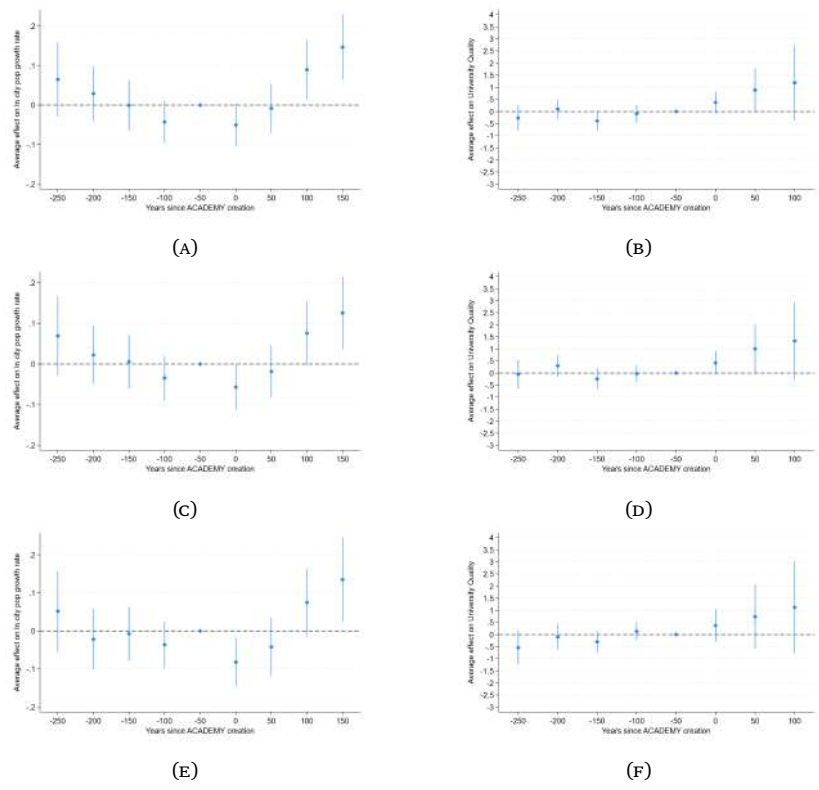 Average effect on ln city pop growth rate
.2
.1
0
.1
.2
-250 -200 -150 -100 -50 0 50 100 150
Years since ACADEMY creation
(A)
Average effect on University Quality
4
3.5
3
2.5
2
1.5
1
.5
0
-.5
-1
-1.5
-2
-2.5
-3
-250 -200 -150 -100 -50 0 50 100
Years since ACADEMY creation
(B)
Average effect on ln city pop growth rate
.2
.1
0
.1
.2
-250 -200 -150 -100 -50 0 50 100 150
Years since ACADEMY creation
(C)
Average effect on University Quality
4
3.5
3
2.5
2
1.5
1
.5
0
-.5
-1
-1.5
-2
-2.5
-3
-250 -200 -150 -100 -50 0 50 100
Years since ACADEMY creation
(D)
Average effect on ln city pop growth rate
.2
.1
0
.1
.2
-250 -200 -150 -100 -50 0 50 100 150
Years since ACADEMY creation
(E)
Average effect on University Quality
4
3.5
3
2.5
2
1.5
1
.5
0
-.5
-1
-1.5
-2
-2.5
-3
-250 -200 -150 -100 -50 0 50 100
Years since ACADEMY creation
(F)